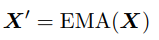 X′ = EMA(X)